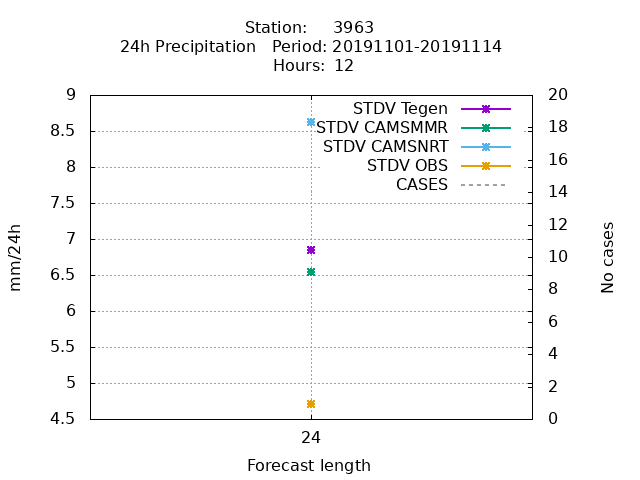 Station: 3963
24h Precipitation Period: 20191101-20191114
Hours: 12
9
8.5
8
7.5
7
6.5
6
5.5
5
4.5
mm/24h
STDV Tegen
STDV CAMSMMR
STDV CAMSNRT
STDV OBS
CASES
20
18
16
14
12
10
8
6
4
2
0
No cases
24
Forecast length